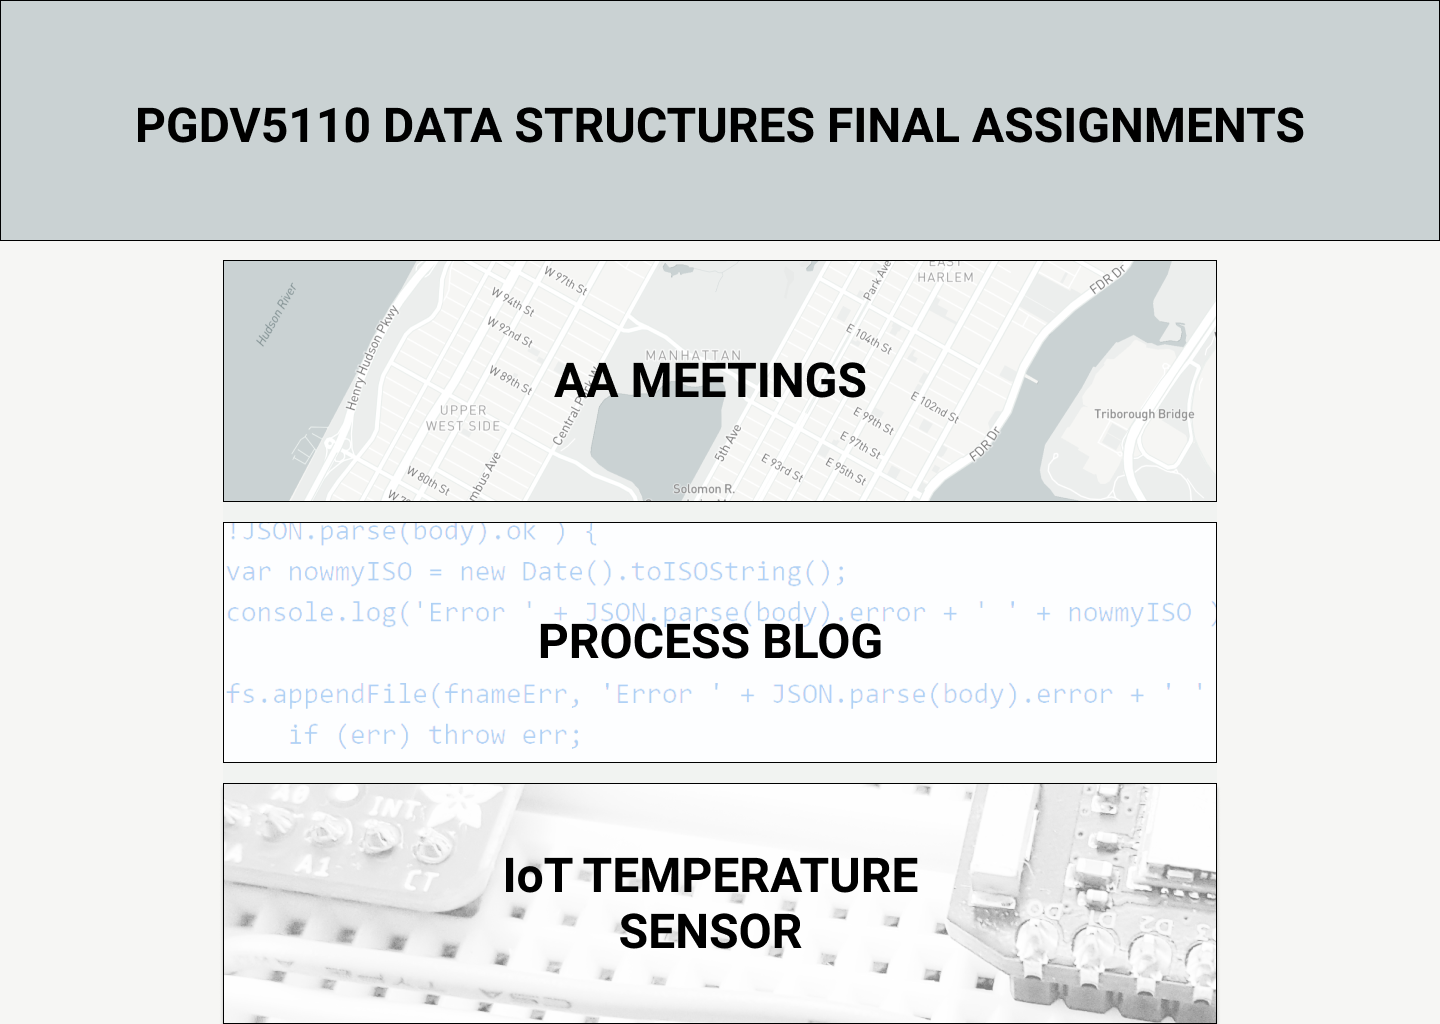 PGDV5110 DATA STRUCTURES FINAL ASSIGNMENTS
EAST
HARLEM
Hudson River
Henry Hudson Pkwy
W 97th St
W 94th St
W 92nd St
W 89th St
UPPER
WEST SIDE
W 80th St
Central Park W
MANHATTAN
AA MEETINGS
5th Ave
Solomon R.
Park Ave
E 104th St
E 102nd St
E 99th St
E 97th St
E 95th St
E 93rd St
FDR Dr
FDR Dr
Triborough Bridge
!JSON.parse(body).ok ) {
var nowmyISO = new Date().toISOString();
console.log('Error ' + JSON.parse(body).error + ' ' + nowmyISO )
PROCESS BLOG
fs.appendFile(fnameErr, 'Error ' + JSON.parse(body).error + ' '
if (err) throw err;
A0
INT
A1
CT
IoT TEMPERATURE
SENSOR
D2